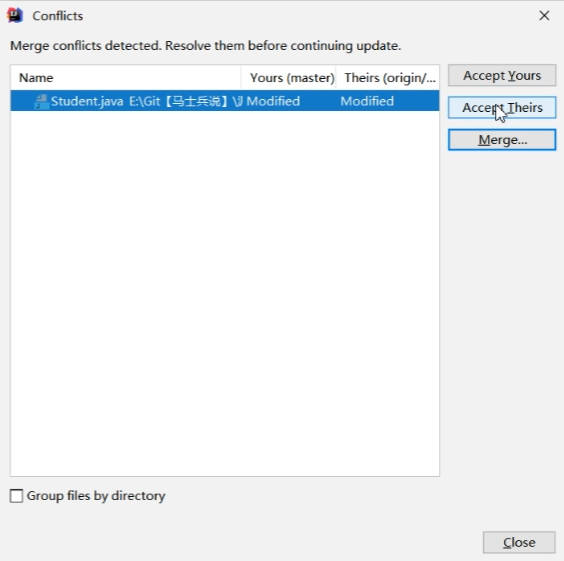 Conflicts
Merge conflicts detected. Resolve them before continuing update.
Name Yours (master) Theirs (origin/...
Student.java E:\Git【马士兵说】\ Modified Modified
Accept Yours
Accept Theirs
Merge...
Group files by directory
Close